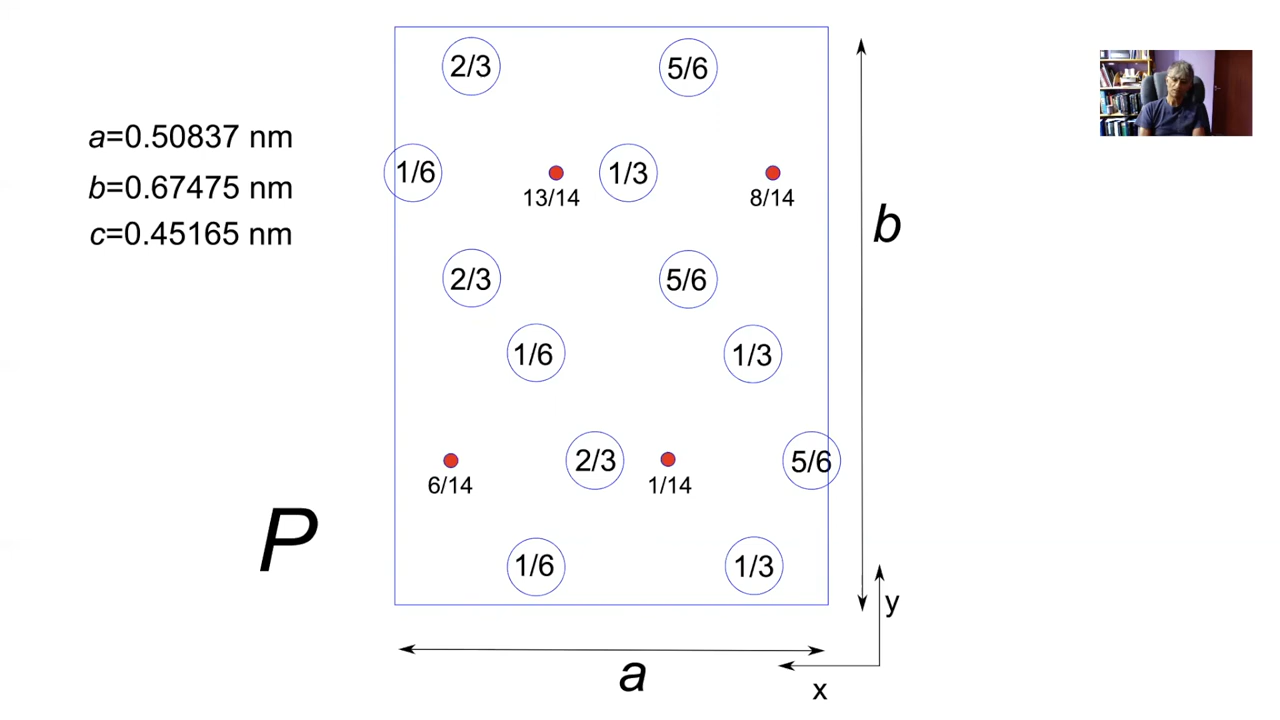 2/3 5/6
a=0.50837 nm
1/6 1/3
b=0.67475 nm
13/14 8/14
c=0.45165 nm
b
2/3 5/6
1/6 1/3
2/3 5/6
6/14 1/14
P
1/6 1/3
y
a
x